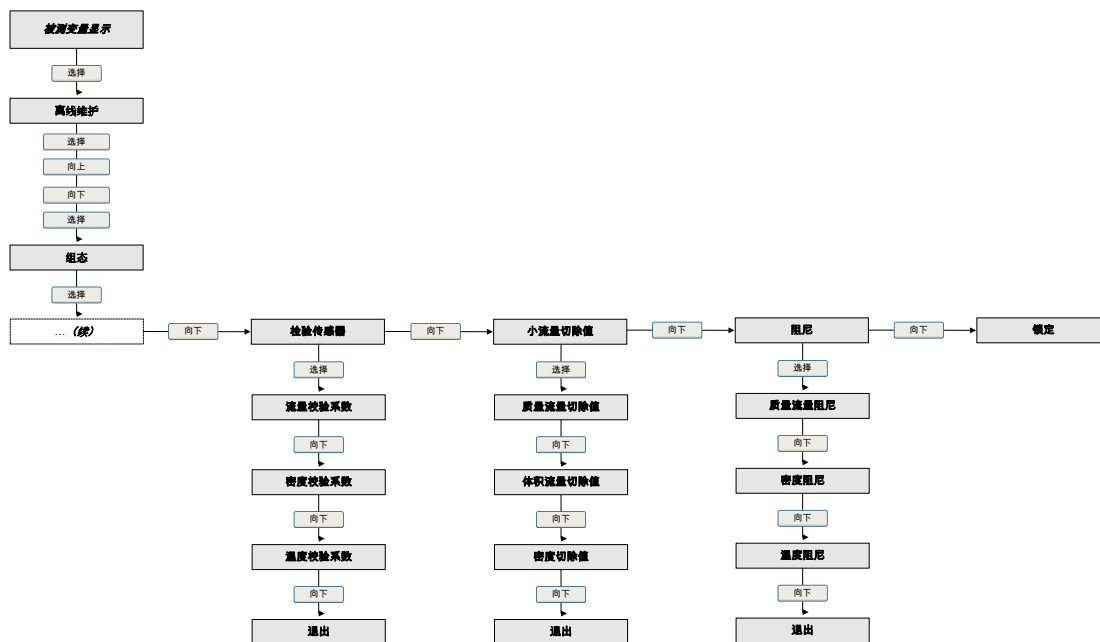 被测变量显示
选择
离线维护
选择
向上
向下
选择
组态
选择
… (续)
向下
检验传感器
向下
小流量切除值
向下
阻尼
向下
锁定
选择
选择
选择
流量校验系数
质量流量切除值
质量流量阻尼
向下
向下
向下
密度校验系数
体积流量切除值
密度阻尼
向下
向下
向下
温度校验系数
密度切除值
温度阻尼
向下
向下
向下
退出
退出
退出